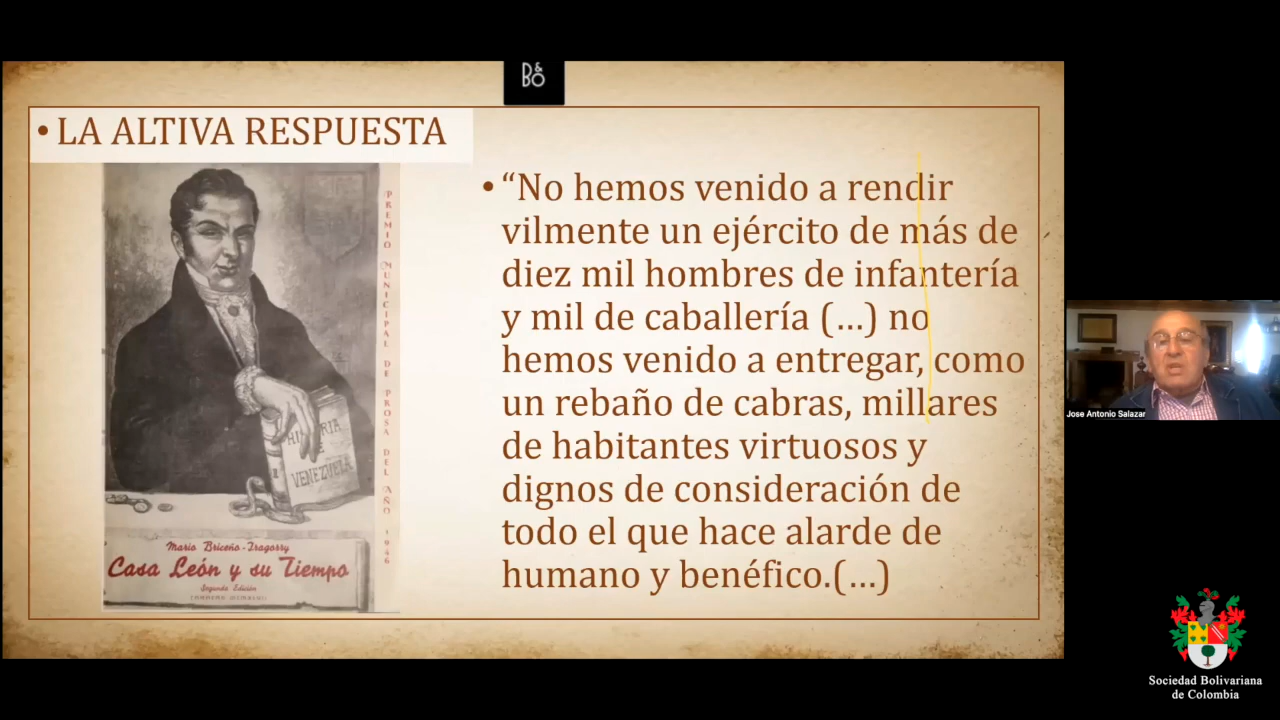 B&O
• LA ALTIVA RESPUESTA
PREMIO MUNICIPAL DE PROSA DEL AÑO 1946
HISTORIA
DE
VENEZUELA
Mario Briceño-Iragorry
Casa León y su Tiempo
Segunda Edición
• “No hemos venido a rendir
vilmente un ejército de más de
diez mil hombres de infantería
y mil de caballería (…) no
hemos venido a entregar, como
un rebaño de cabras, millares
de habitantes virtuosos y
dignos de consideración de
todo el que hace alarde de
humano y benéfico.(…)
Jose Antonio Salazar
Sociedad Bolivariana
de Colombia